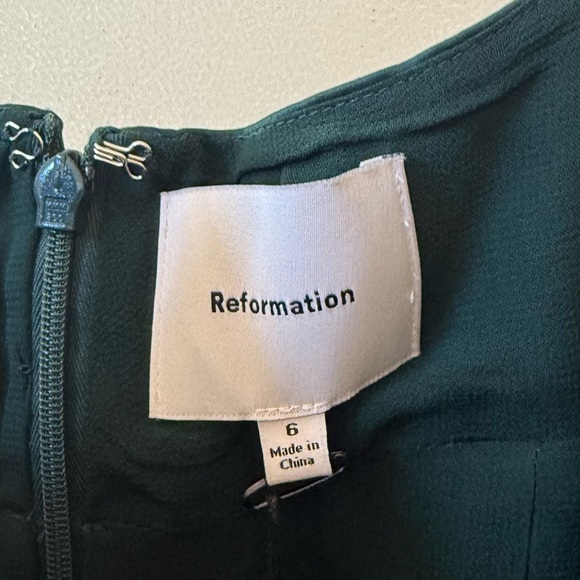 Reformation
6
Made in
China